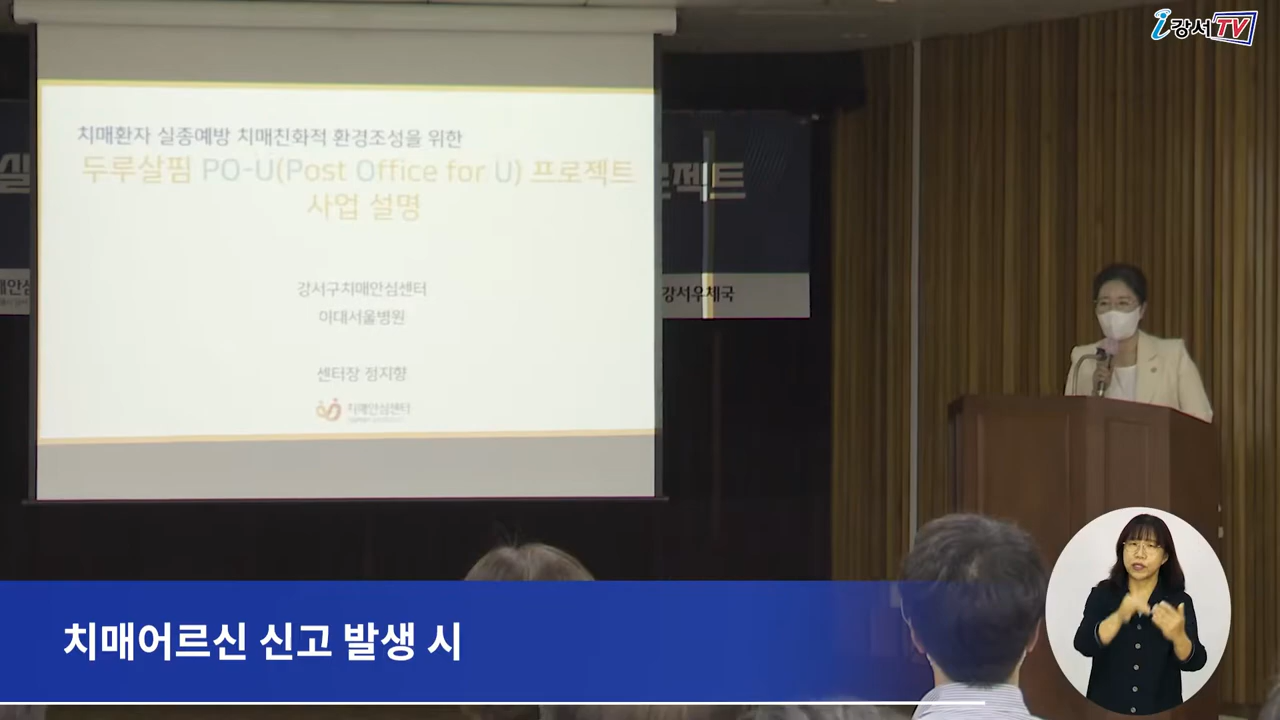 i강서TV
치매환자 실종예방 치매친화적 환경조성을 위한
두루살핌 PO-U(Post Office for U) 프로젝트
사업 설명
강서구치매안심센터
이대서울병원
센터장 정지향
치매안심센터
로젝트
강서우체국
치매어르신 신고 발생 시